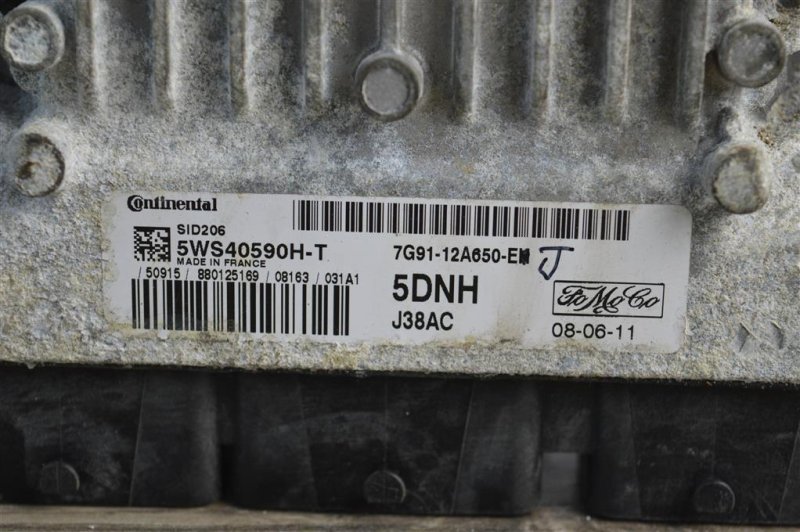 Continental
SID206
5WS40590H-T
MADE IN FRANCE
/ 50915 / 880125169 / 08163 / 031A1
7G91-12A650-E J
5DNH
J38AC
FoMoCo
08-06-11